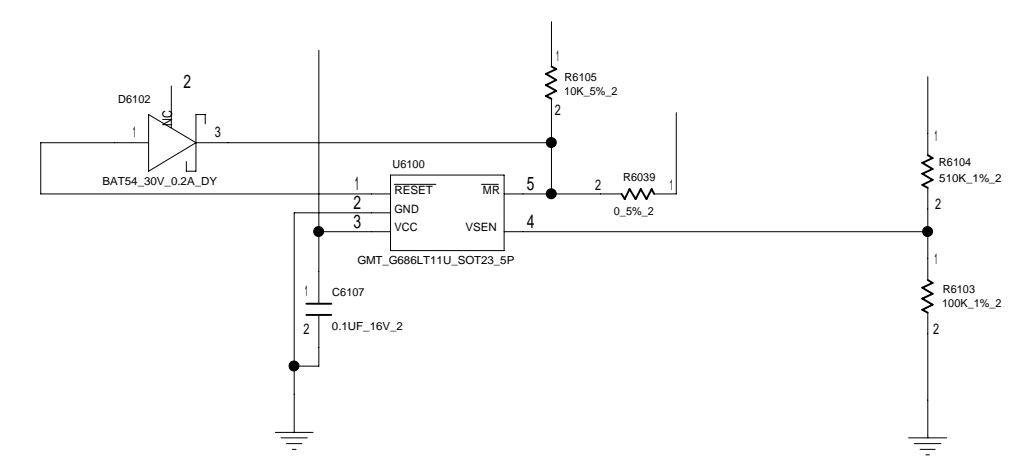 D6102
2
NC
1
3
BAT54_30V_0.2A_DY
1
R6105
10K_5%_2
2
U6100
1
RESET
MR
5
2
GND
3
VCC
VSEN
4
GMT_G686LT11U_SOT23_5P
2
R6039
1
0_5%_2
1
R6104
510K_1%_2
2
1
C6107
0.1UF_16V_2
2
1
R6103
100K_1%_2
2